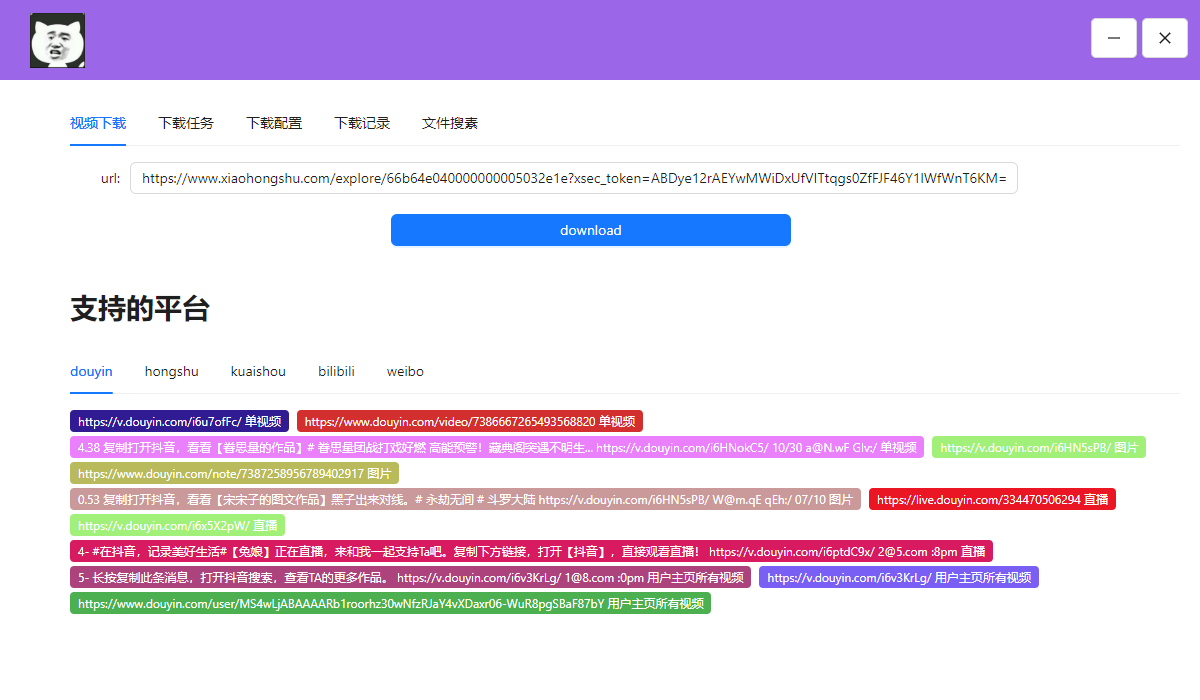 视频下载 下载任务 下载配置 下载记录 文件搜素
url: https://www.xiaohongshu.com/explore/66b64e040000000005032e1e?xsec_token=ABDye12rAEYwMWiDxUfVITtqgs0ZfFJF46Y1IWfWnT6KM=
download
支持的平台
douyin hongshu kuaishou bilibili weibo
https://v.douyin.com/i6u7ofFc/ 单视频 https://www.douyin.com/video/7386667265493568820 单视频
4.38 复制打开抖音，看看【眷思量的作品】# 眷思量团战打戏好燃 高能预警！藏典阁突遇不明生... https://v.douyin.com/i6HNokC5/ 10/30 a@N.wF Giv:/ 单视频 https://v.douyin.com/i6HN5sPB/ 图片
https://www.douyin.com/note/7387258956789402917 图片
0.53 复制打开抖音，看看【宋宋子的图文作品】黑子出来对线。# 永劫无间 # 斗罗大陆 https://v.douyin.com/i6HN5sPB/ W@m.qE qEh:/ 07/10 图片 https://live.douyin.com/334470506294 直播
https://v.douyin.com/i6x5X2pW/ 直播
4- #在抖音，记录美好生活#【兔娘】正在直播，来和我一起支持Ta吧。复制下方链接，打开【抖音】，直接观看直播！ https://v.douyin.com/i6ptdC9x/ 2@5.com :8pm 直播
5- 长按复制此条消息，打开抖音搜索，查看TA的更多作品。 https://v.douyin.com/i6v3KrLg/ 1@8.com :0pm 用户主页所有视频 https://v.douyin.com/i6v3KrLg/ 用户主页所有视频
https://www.douyin.com/user/MS4wLjABAAAARb1roorhz30wNfzRJaY4vXDaxr06-WuR8pgSBaF87bY 用户主页所有视频